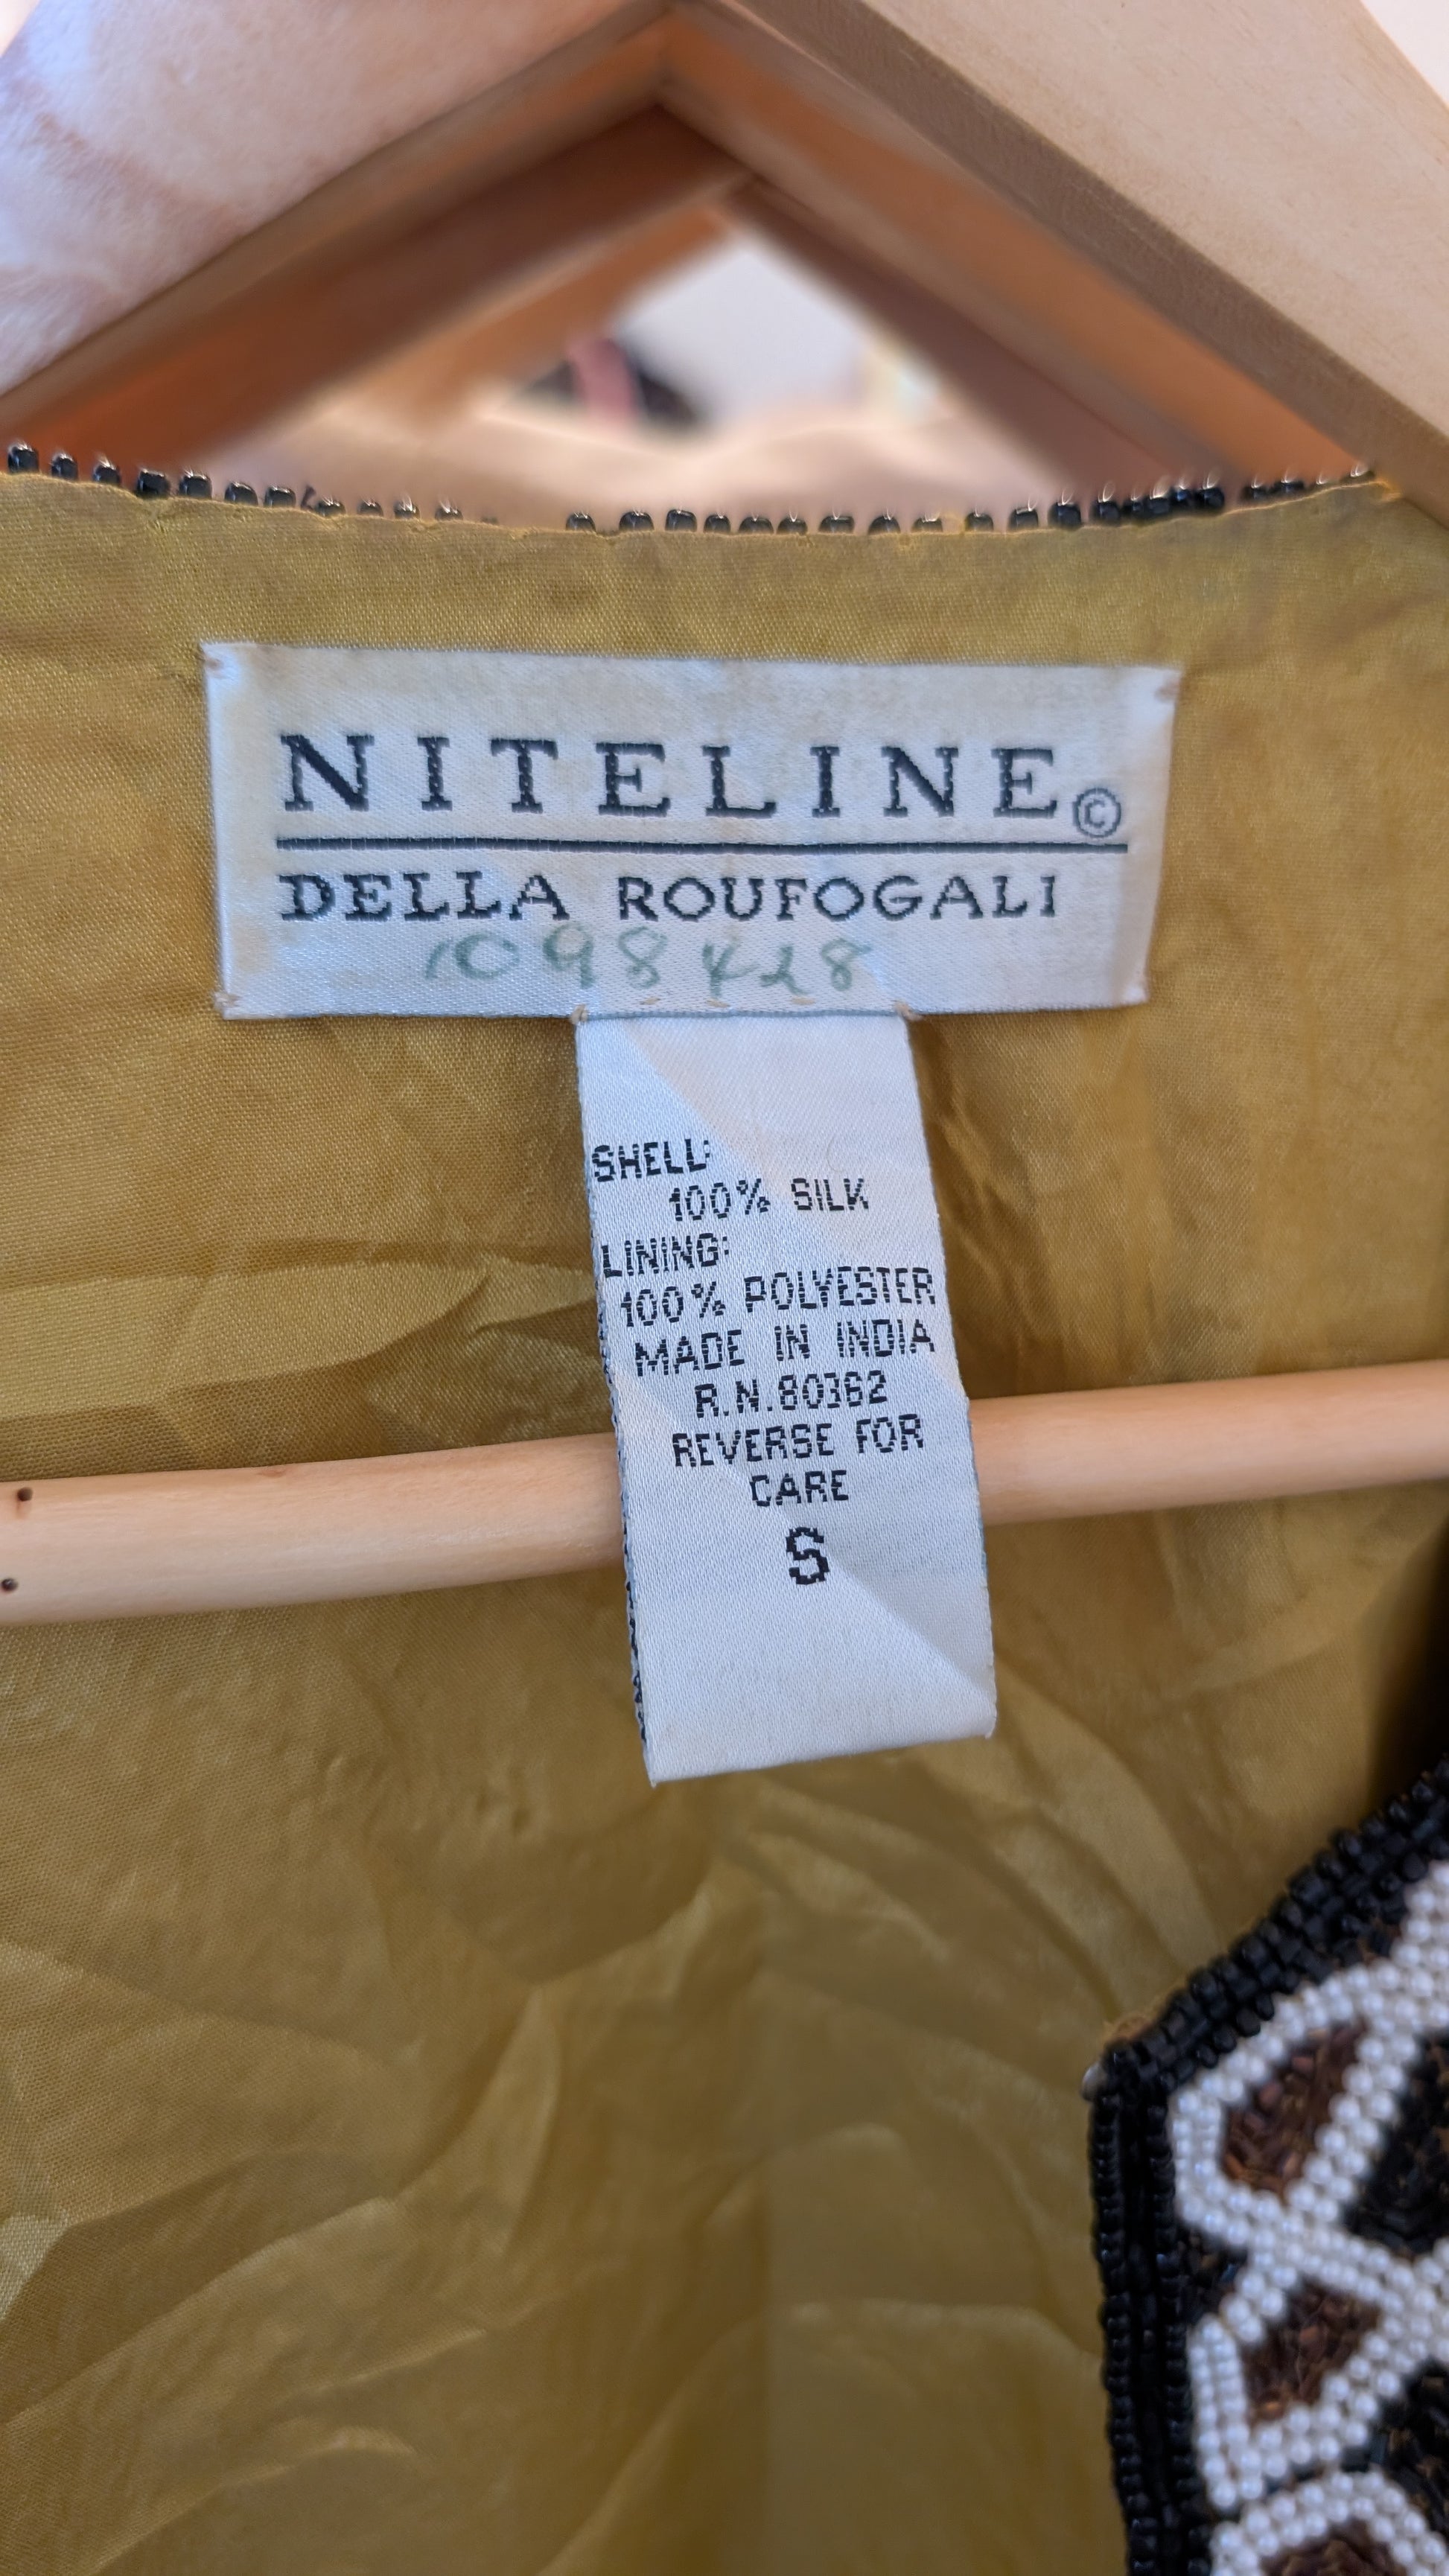 NITELINE©
DELLA ROUFOGALI
1098428
SHELL:
100% SILK
LINING:
100% POLYESTER
MADE IN INDIA
R.N.80362
REVERSE FOR
CARE
S